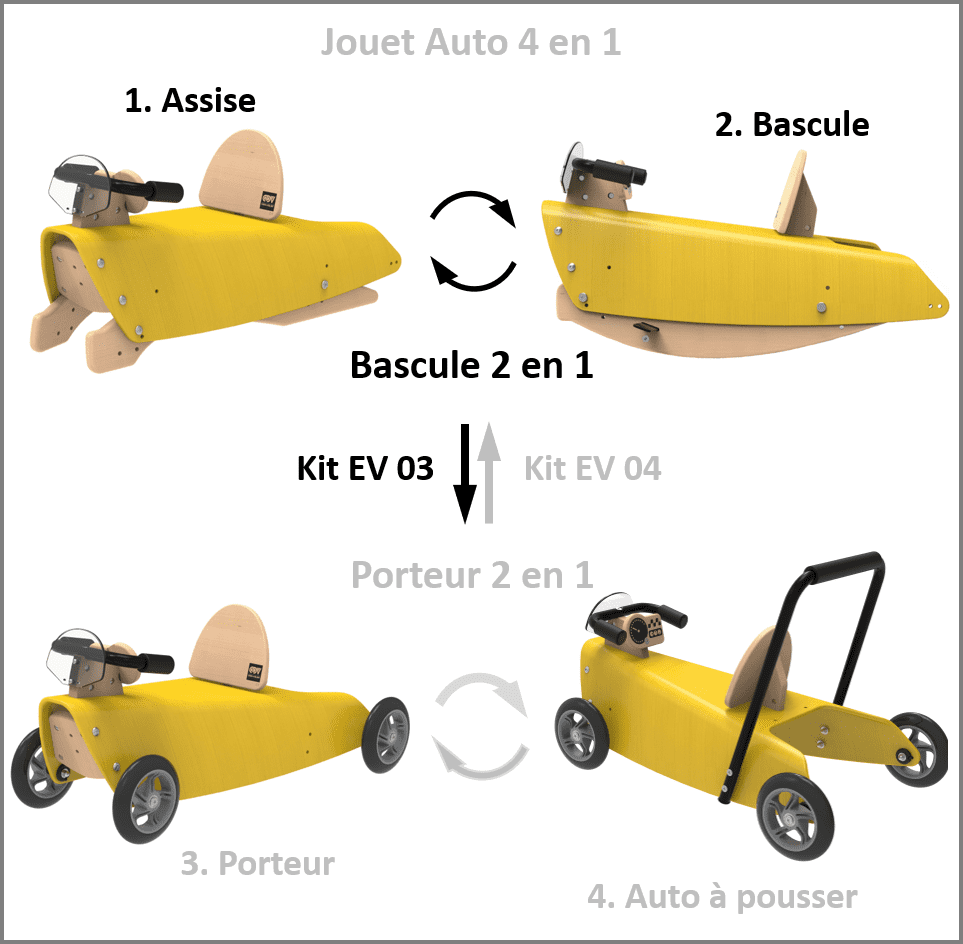 Jouet Auto 4 en 1
1. Assise
2. Bascule
Bascule 2 en 1
Kit EV 03
Kit EV 04
Porteur 2 en 1
3. Porteur
4. Auto à pousser